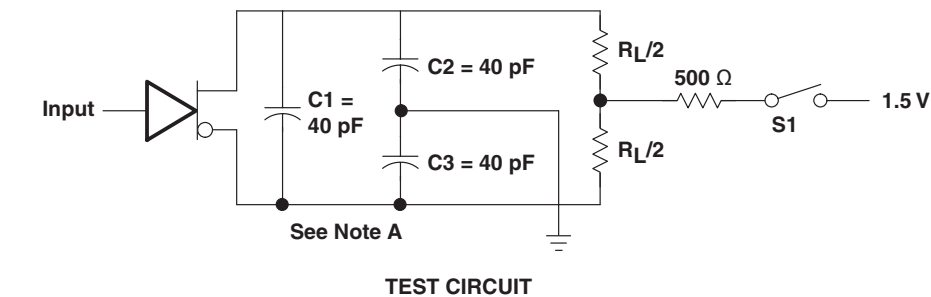 Input
C1 =
40 pF
C2 = 40 pF
C3 = 40 pF
RL/2
RL/2
500 Ω
S1
1.5 V
See Note A
TEST CIRCUIT